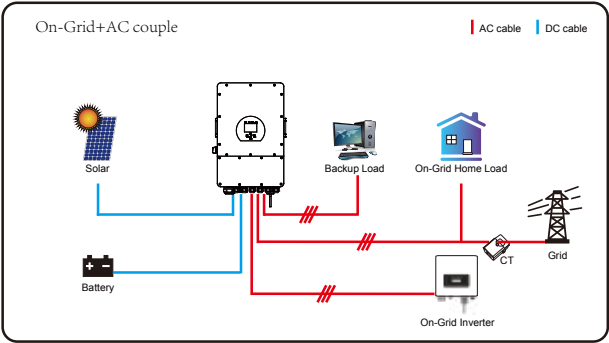 On-Grid+AC couple
AC cable
DC cable
Solar
Backup Load
On-Grid Home Load
CT
Grid
Battery
On-Grid Inverter